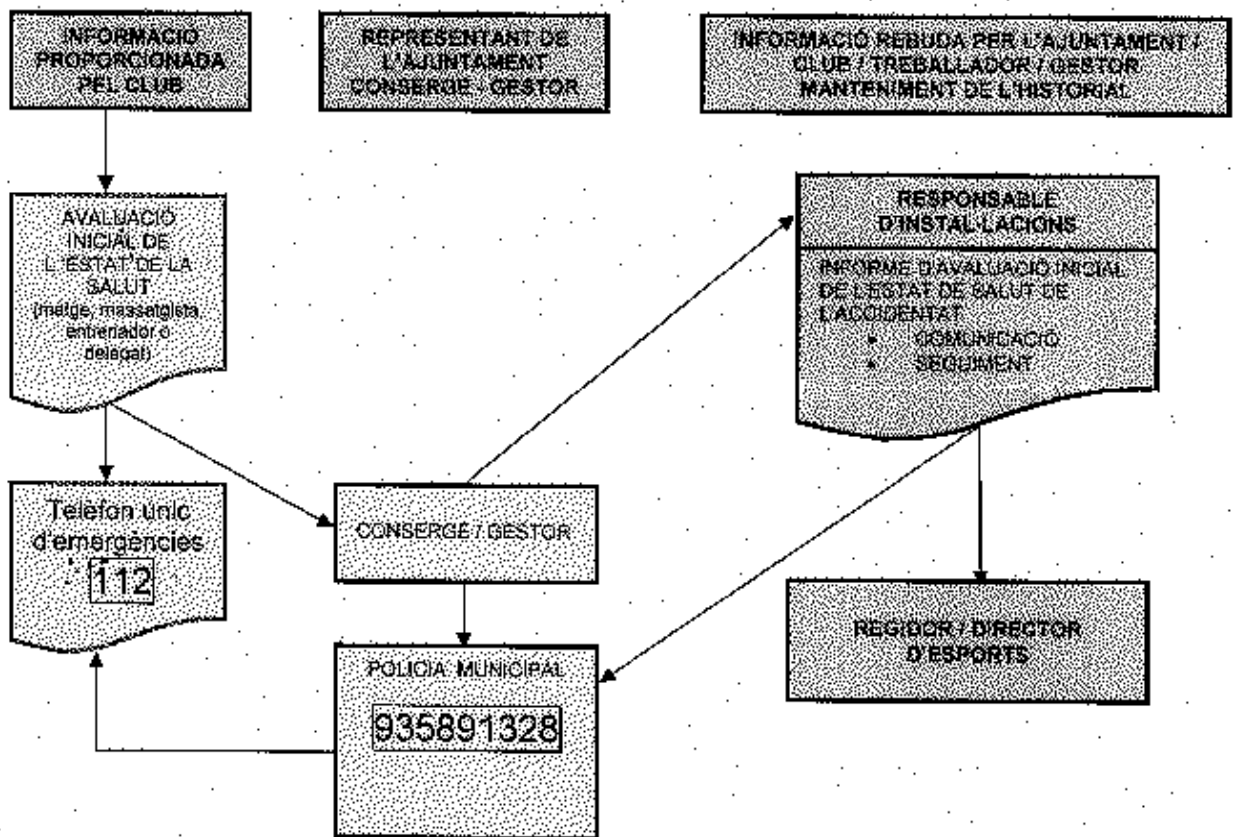 INFORMACIÓ
PROPORCIONADA
PEL CLUB
REPRESENTANT DE
L'AJUNTAMENT
CONSERGE - GESTOR
INFORMACIÓ REBUDA PER L'AJUNTAMENT /
CLUB / TREBALLADOR / GESTOR
MANTENIMENT DE L'HISTORIAL
AVALUACIÓ
INICIAL DE
L'ESTAT DE LA
SALUT
(metge, massatgista,
entrenador o
delegat)
RESPONSABLE
D'INSTAL·LACIONS
INFORME D'AVALUACIÓ INICIAL
DE L'ESTAT DE SALUT DE
L'ACCIDENTAT
• COMUNICACIÓ
• SEGUIMENT
Telèfon únic
d'emergències
112
CONSERGE / GESTOR
POLICIA MUNICIPAL
935891328
REGIDOR / DIRECTOR
D'ESPORTS